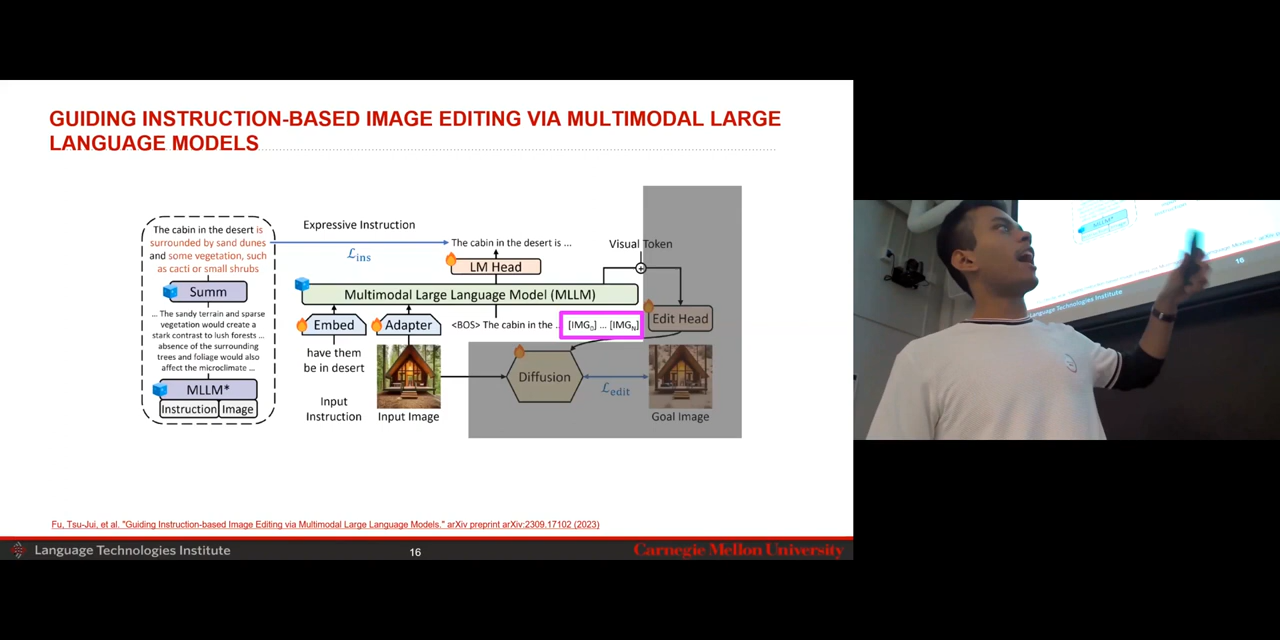 GUIDING INSTRUCTION-BASED IMAGE EDITING VIA MULTIMODAL LARGE
LANGUAGE MODELS
The cabin in the desert is
surrounded by sand dunes
and some vegetation, such
as cacti or small shrubs
Summ
... The sandy terrain and sparse
vegetation would create a
stark contrast to lush forests ...
absence of the surrounding
trees and foliage would also
affect the microclimate ...
MLLM*
Instruction Image
Expressive Instruction
ℒins
The cabin in the desert is ...
LM Head
Visual Token
Multimodal Large Language Model (MLLM)
Embed
Adapter
<BOS> The cabin in the ..
[IMG0] ... [IMGN]
Edit Head
have them
be in desert
Diffusion
ℒedit
Input
Instruction
Input Image
Goal Image
Fu, Tsu-Jui, et al. "Guiding Instruction-based Image Editing via Multimodal Large Language Models." arXiv preprint arXiv:2309.17102 (2023)
Language Technologies Institute
16
Carnegie Mellon University
16
Language Technologies Institute